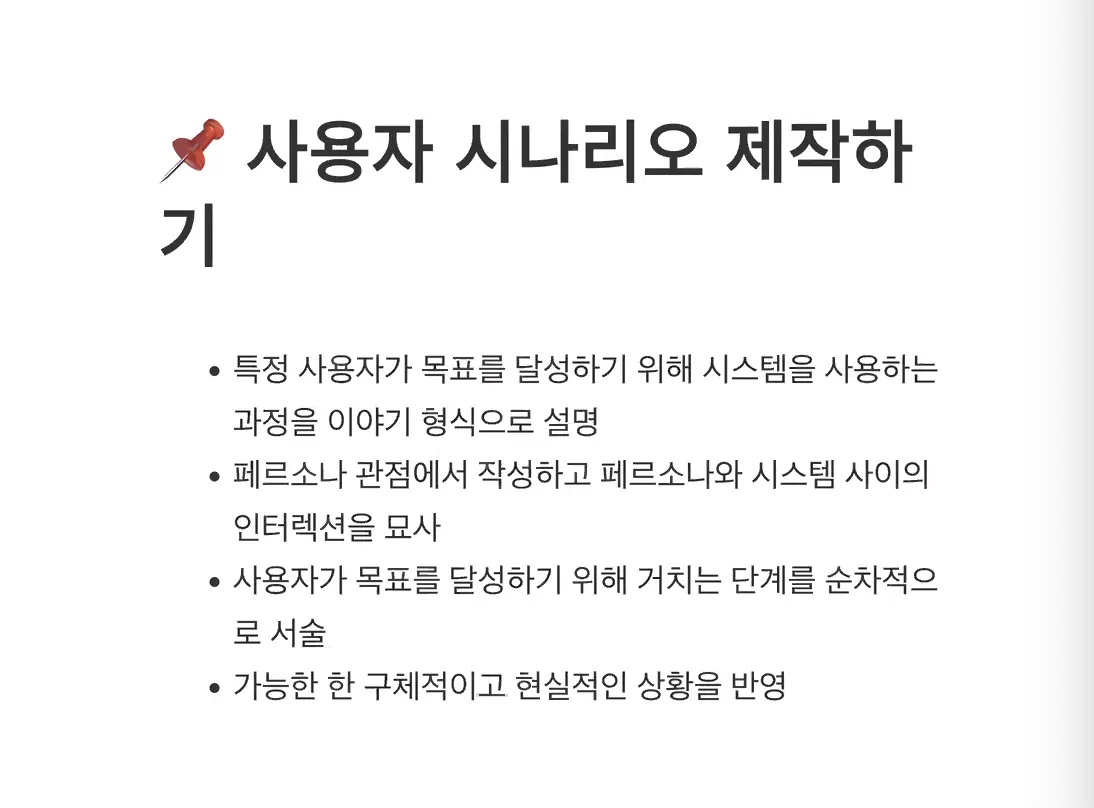 📌 사용자 시나리오 제작하
기
• 특정 사용자가 목표를 달성하기 위해 시스템을 사용하는
과정을 이야기 형식으로 설명
• 페르소나 관점에서 작성하고 페르소나와 시스템 사이의
인터렉션을 묘사
• 사용자가 목표를 달성하기 위해 거치는 단계를 순차적으
로 서술
• 가능한 한 구체적이고 현실적인 상황을 반영